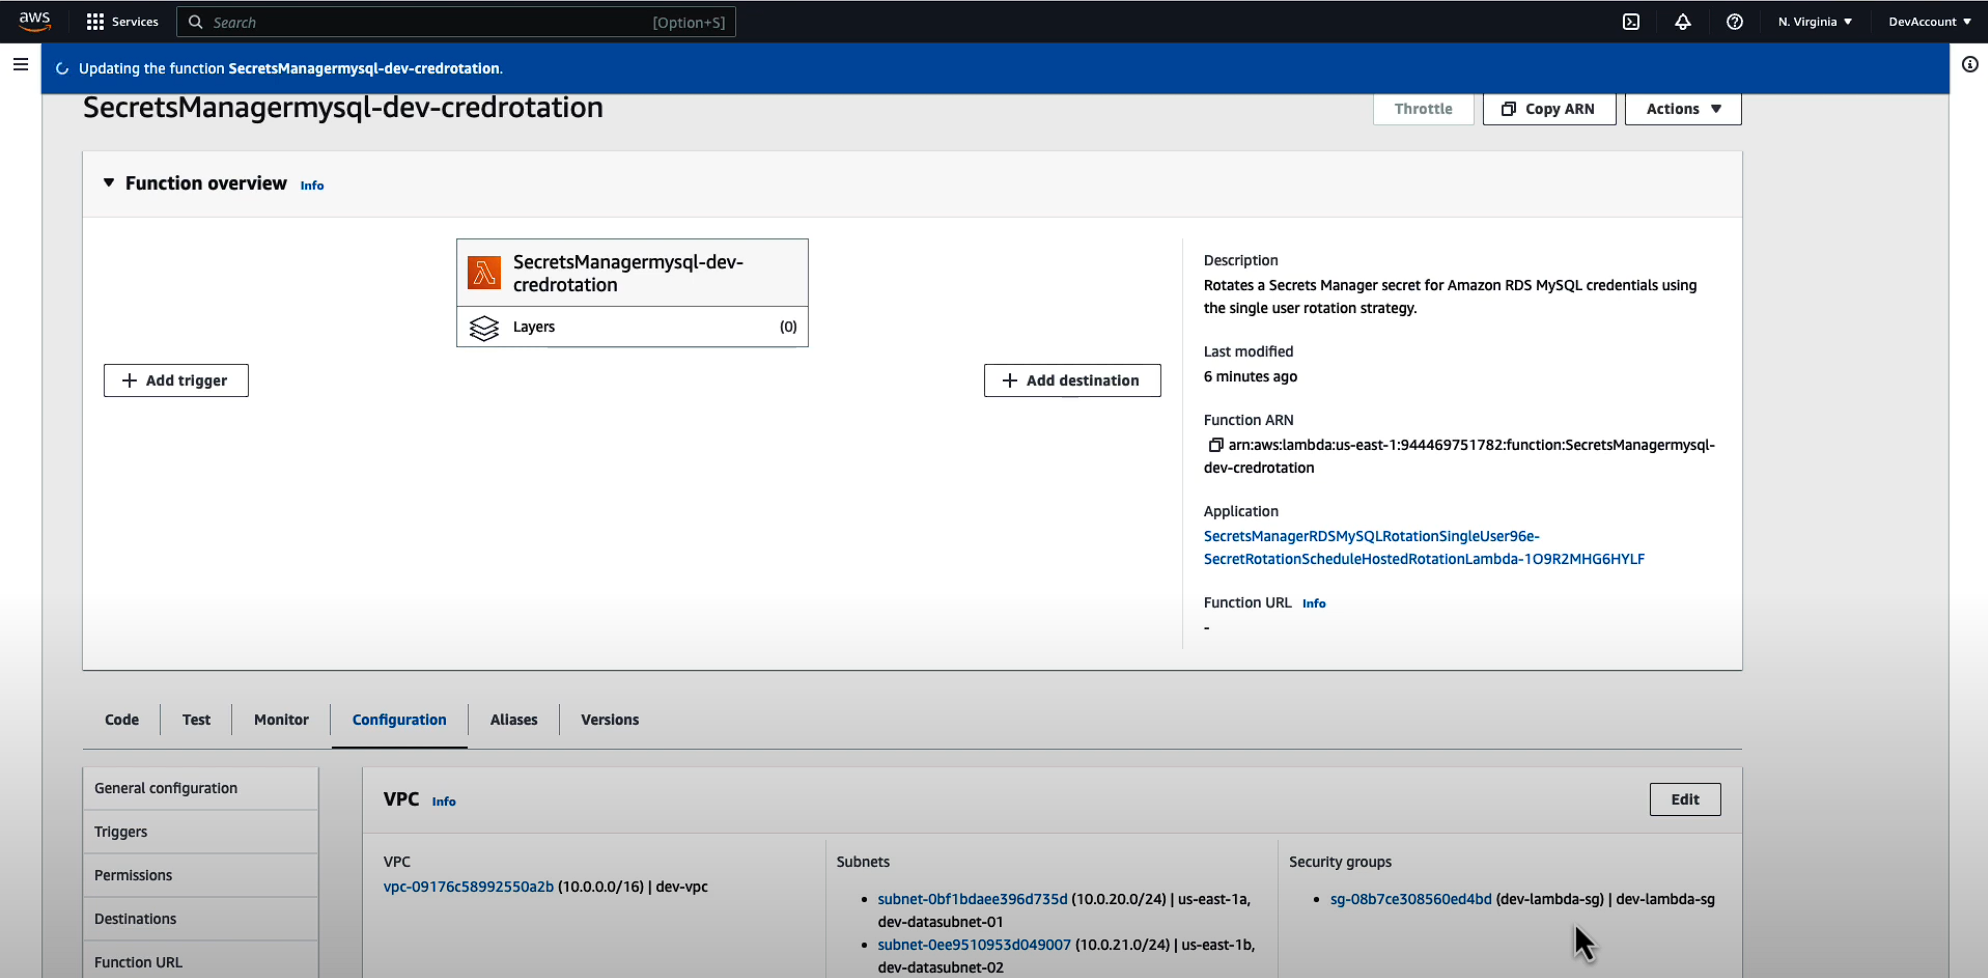 aws
Services
Search
[Option+S]
N. Virginia
DevAccount
Updating the function SecretsManagermysql-dev-credrotation.
SecretsManagermysql-dev-credrotation
Throttle
Copy ARN
Actions
Function overview
Info
SecretsManagermysql-dev-
credrotation
Layers
(0)
Add trigger
Add destination
Description
Rotates a Secrets Manager secret for Amazon RDS MySQL credentials using
the single user rotation strategy.
Last modified
6 minutes ago
Function ARN
arn:aws:lambda:us-east-1:944469751782:function:SecretsManagermysql-
dev-credrotation
Application
SecretsManagerRDSMySQLRotationSingleUser96e-
SecretRotationScheduleHostedRotationLambda-1O9R2MHG6HYLF
Function URL Info
-
Code
Test
Monitor
Configuration
Aliases
Versions
General configuration
Triggers
Permissions
Destinations
Function URL
VPC Info
Edit
VPC
vpc-09176c58992550a2b (10.0.0.0/16) | dev-vpc
Subnets
subnet-0bf1bdaee396d735d (10.0.20.0/24) | us-east-1a,
dev-datasubnet-01
subnet-0ee9510953d049007 (10.0.21.0/24) | us-east-1b,
dev-datasubnet-02
Security groups
sg-08b7ce308560ed4bd (dev-lambda-sg) | dev-lambda-sg